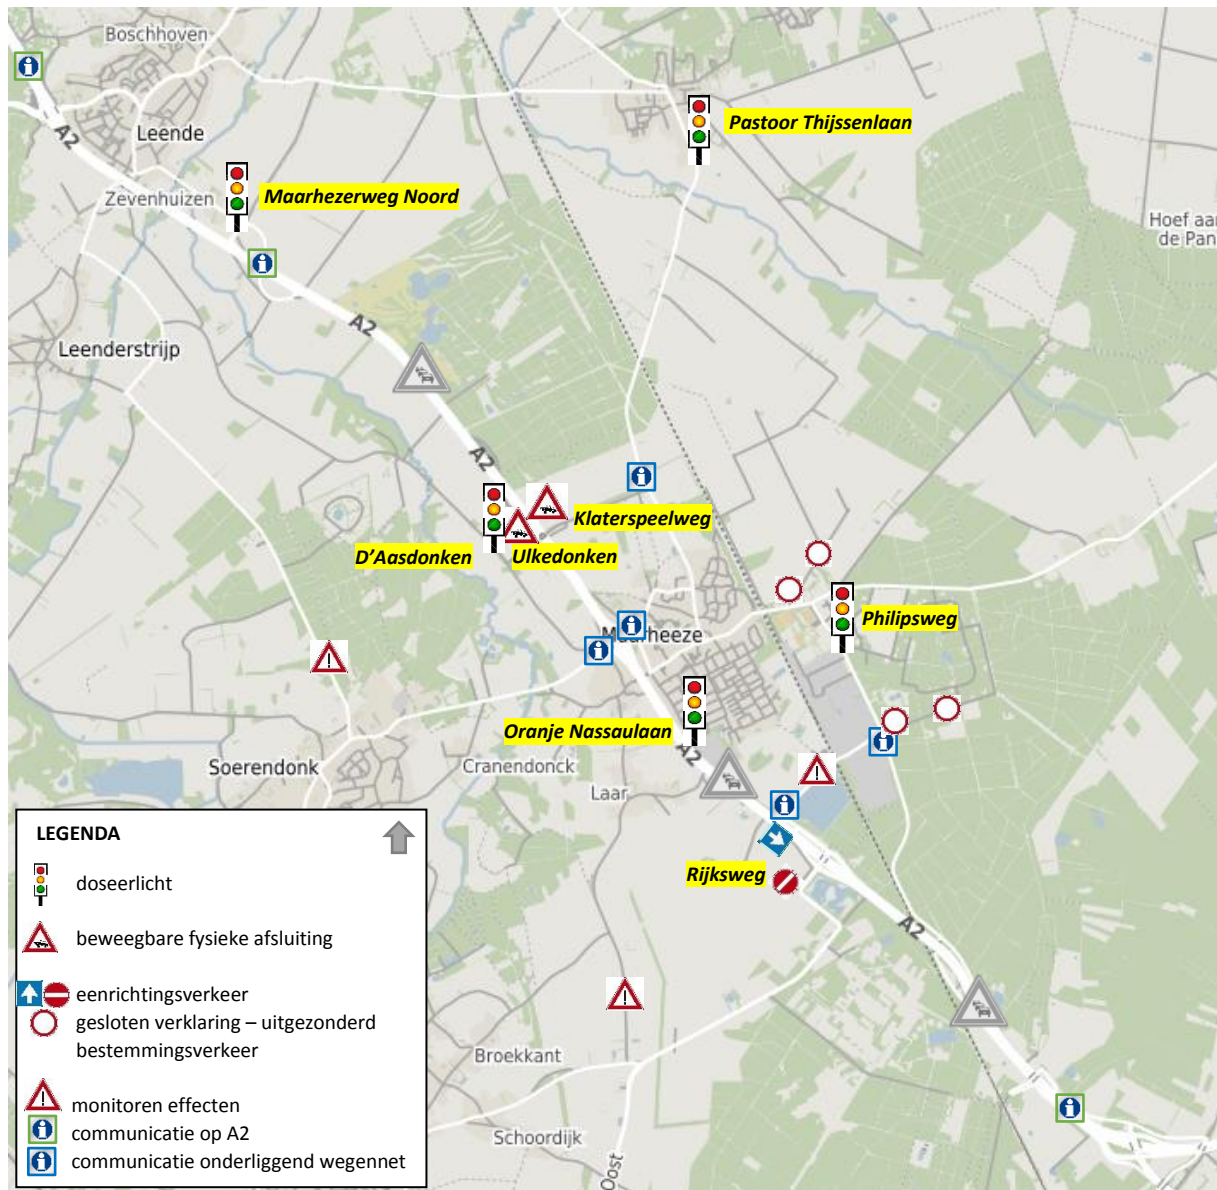 Boschhoven
A2
Leende
Pastoor Thijssenlaan
Zevenhuizen
Maarhezerweg Noord
Hoef aan
de Pan
A2
Leenderstrijp
A2
Klaterspeelweg
D'Aasdonken
Ulkedonken
Philipsweg
Maarheeze
Oranje Nassaulaan
A2
Soerendonk
Cranendonck
Laar
Rijksweg
A2
Broekkant
Schoordijk
Oost
LEGENDA
doseerlicht
beweegbare fysieke afsluiting
eenrichtingsverkeer
gesloten verklaring – uitgezonderd
bestemmingsverkeer
monitoren effecten
communicatie op A2
communicatie onderliggend wegennet